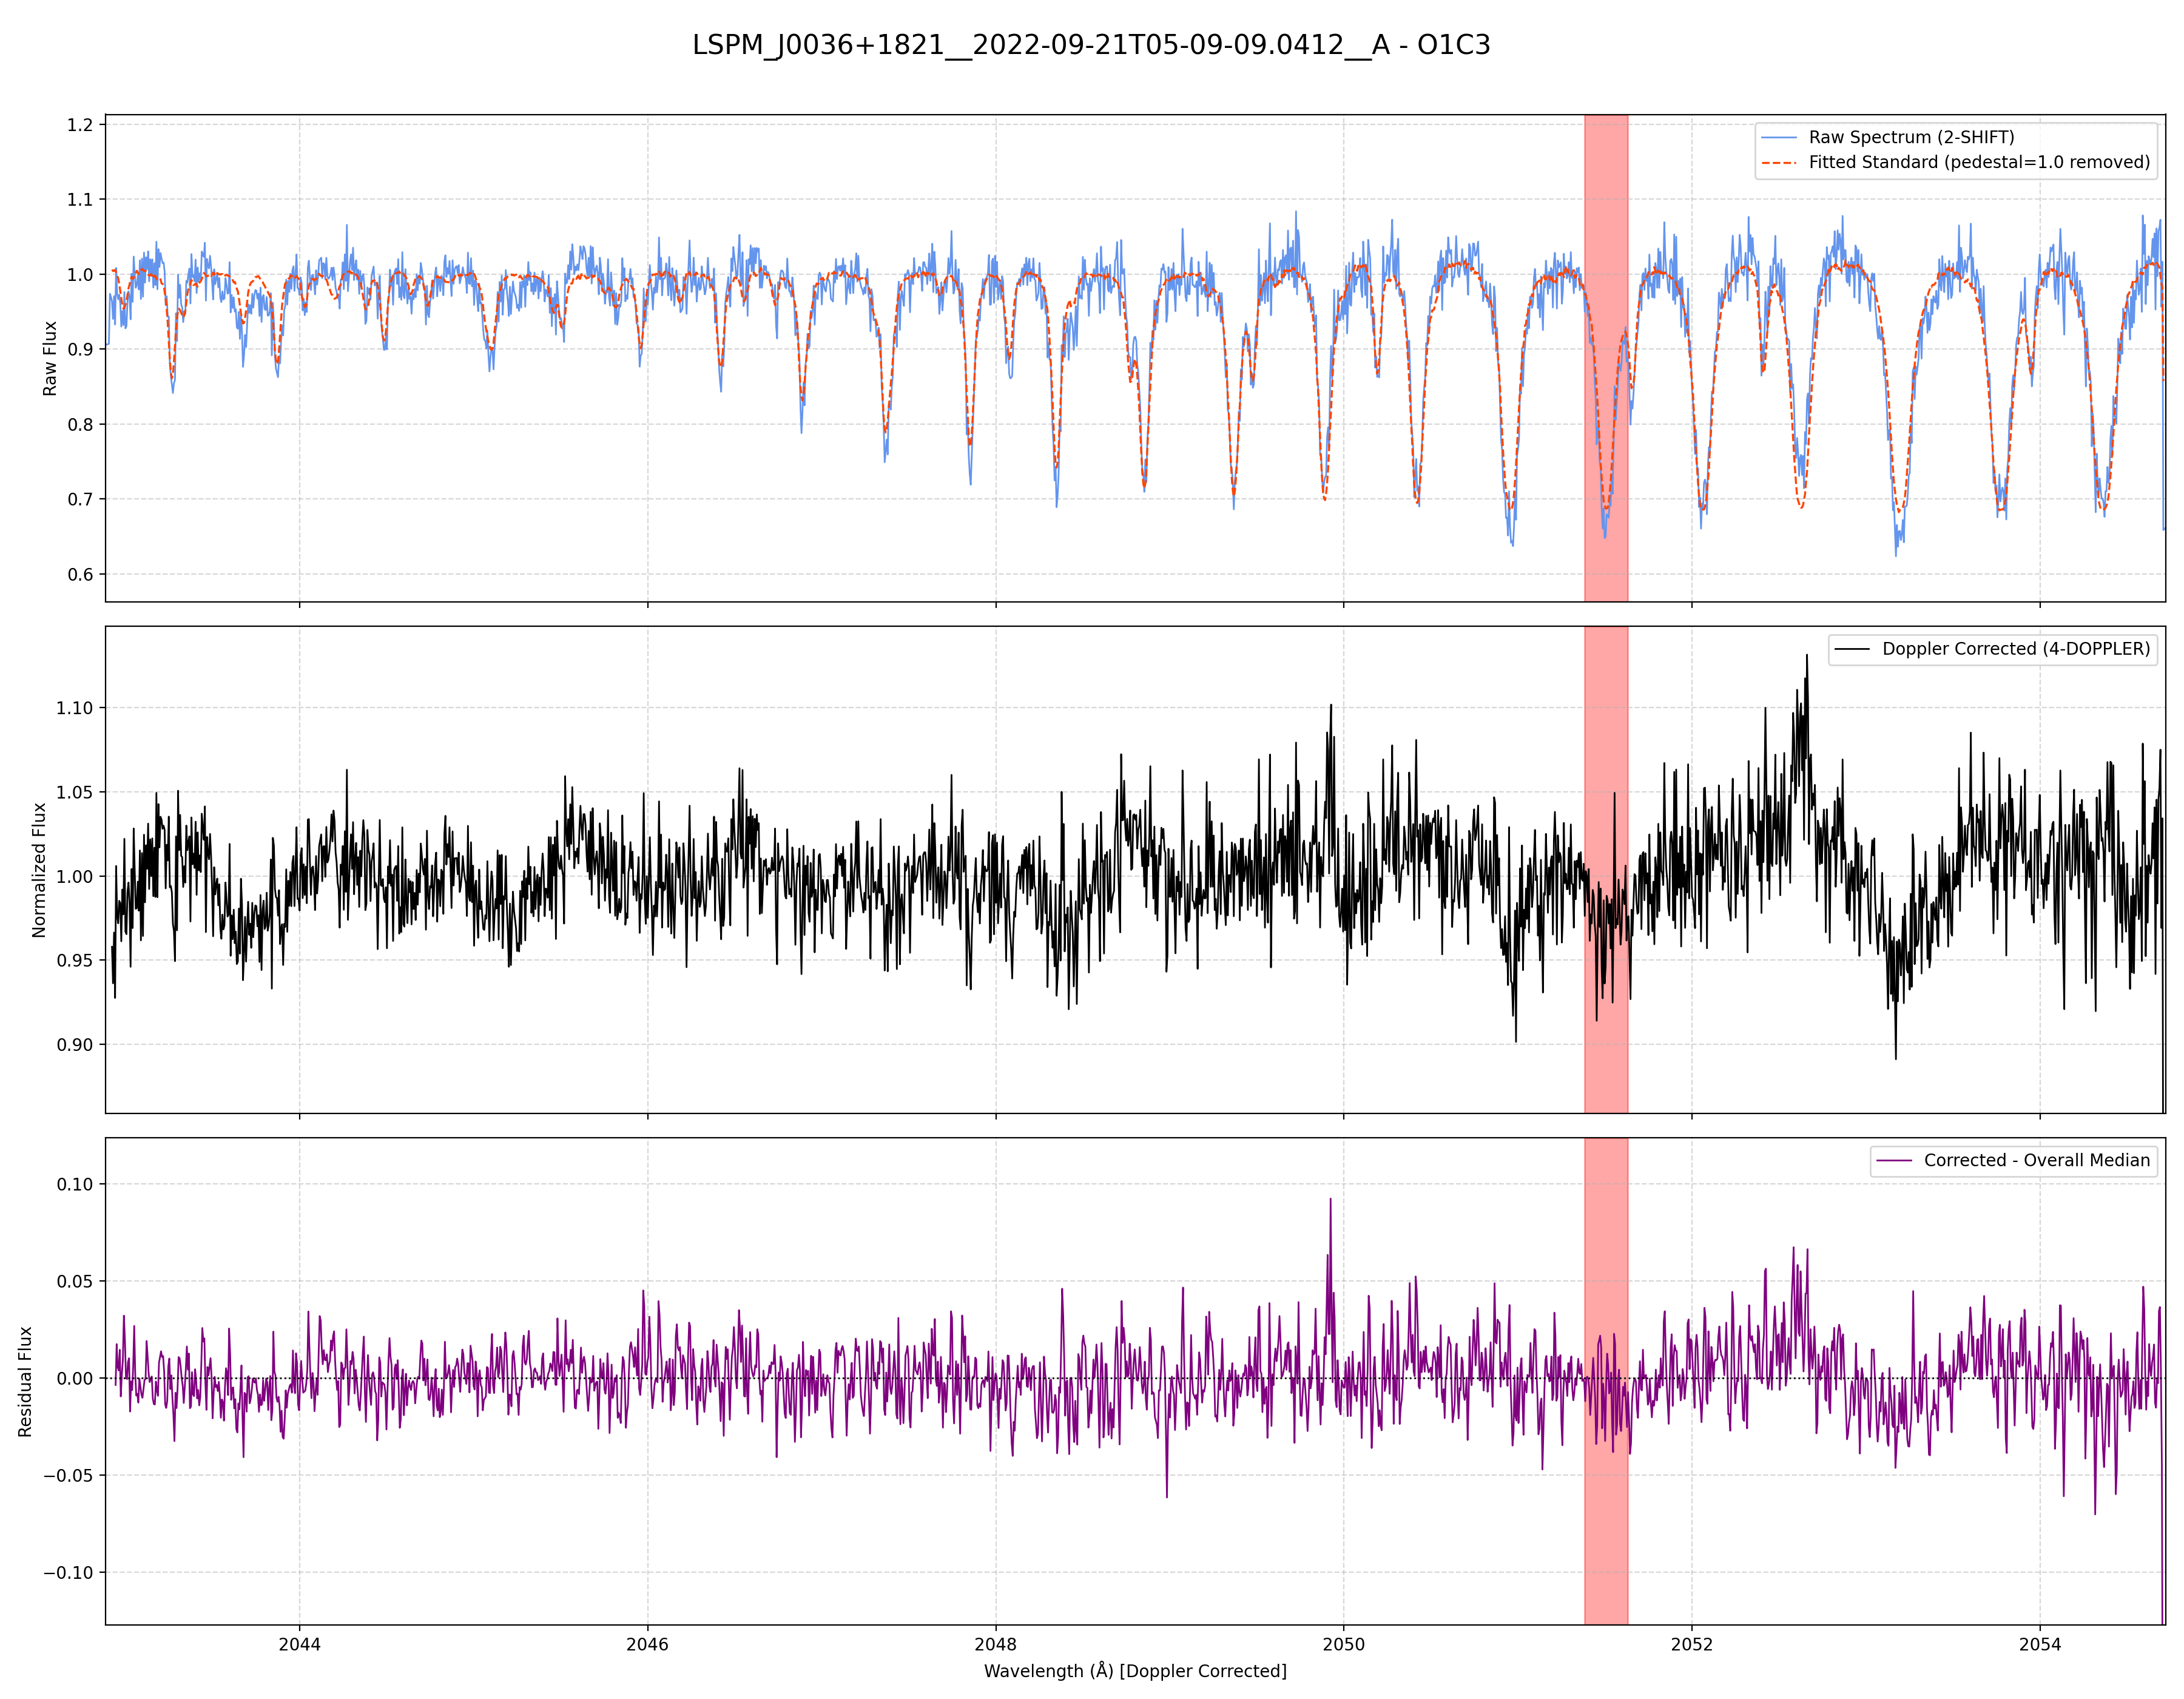 LSPM_J0036+1821__2022-09-21T05-09-09.0412__A - O1C3
1.2
1.1
1.0
0.9
0.8
0.7
0.6
Raw Flux
Raw Spectrum (2-SHIFT)
Fitted Standard (pedestal=1.0 removed)
1.10
1.05
1.00
0.95
0.90
Normalized Flux
Doppler Corrected (4-DOPPLER)
0.10
0.05
0.00
−0.05
−0.10
Residual Flux
Corrected - Overall Median
2044 2046 2048 2050 2052 2054
Wavelength (Å) [Doppler Corrected]